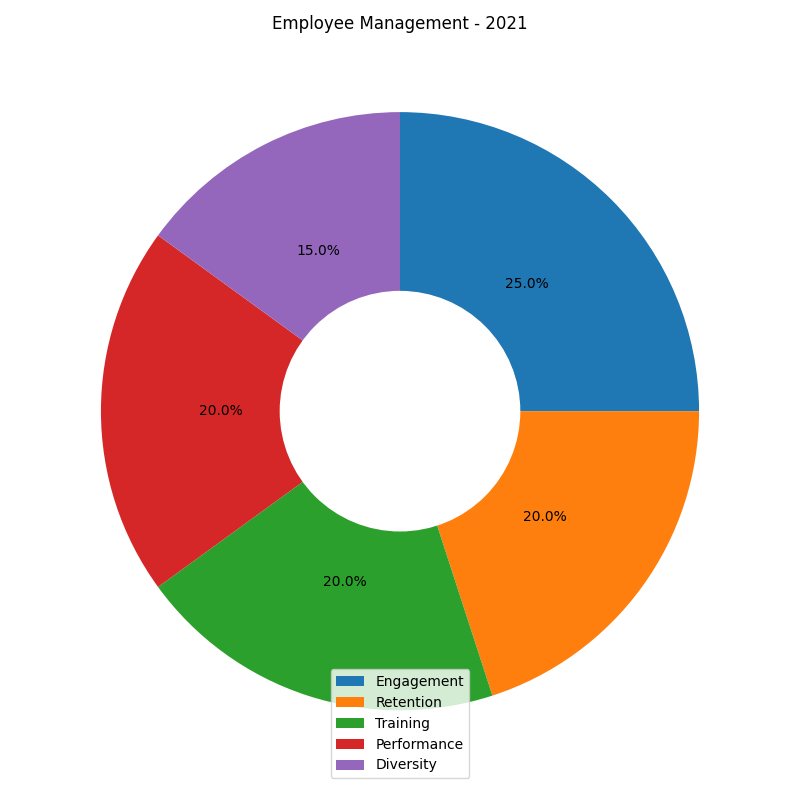 Employee Management - 2021
15.0%
25.0%
20.0%
20.0%
20.0%
Engagement
Retention
Training
Performance
Diversity